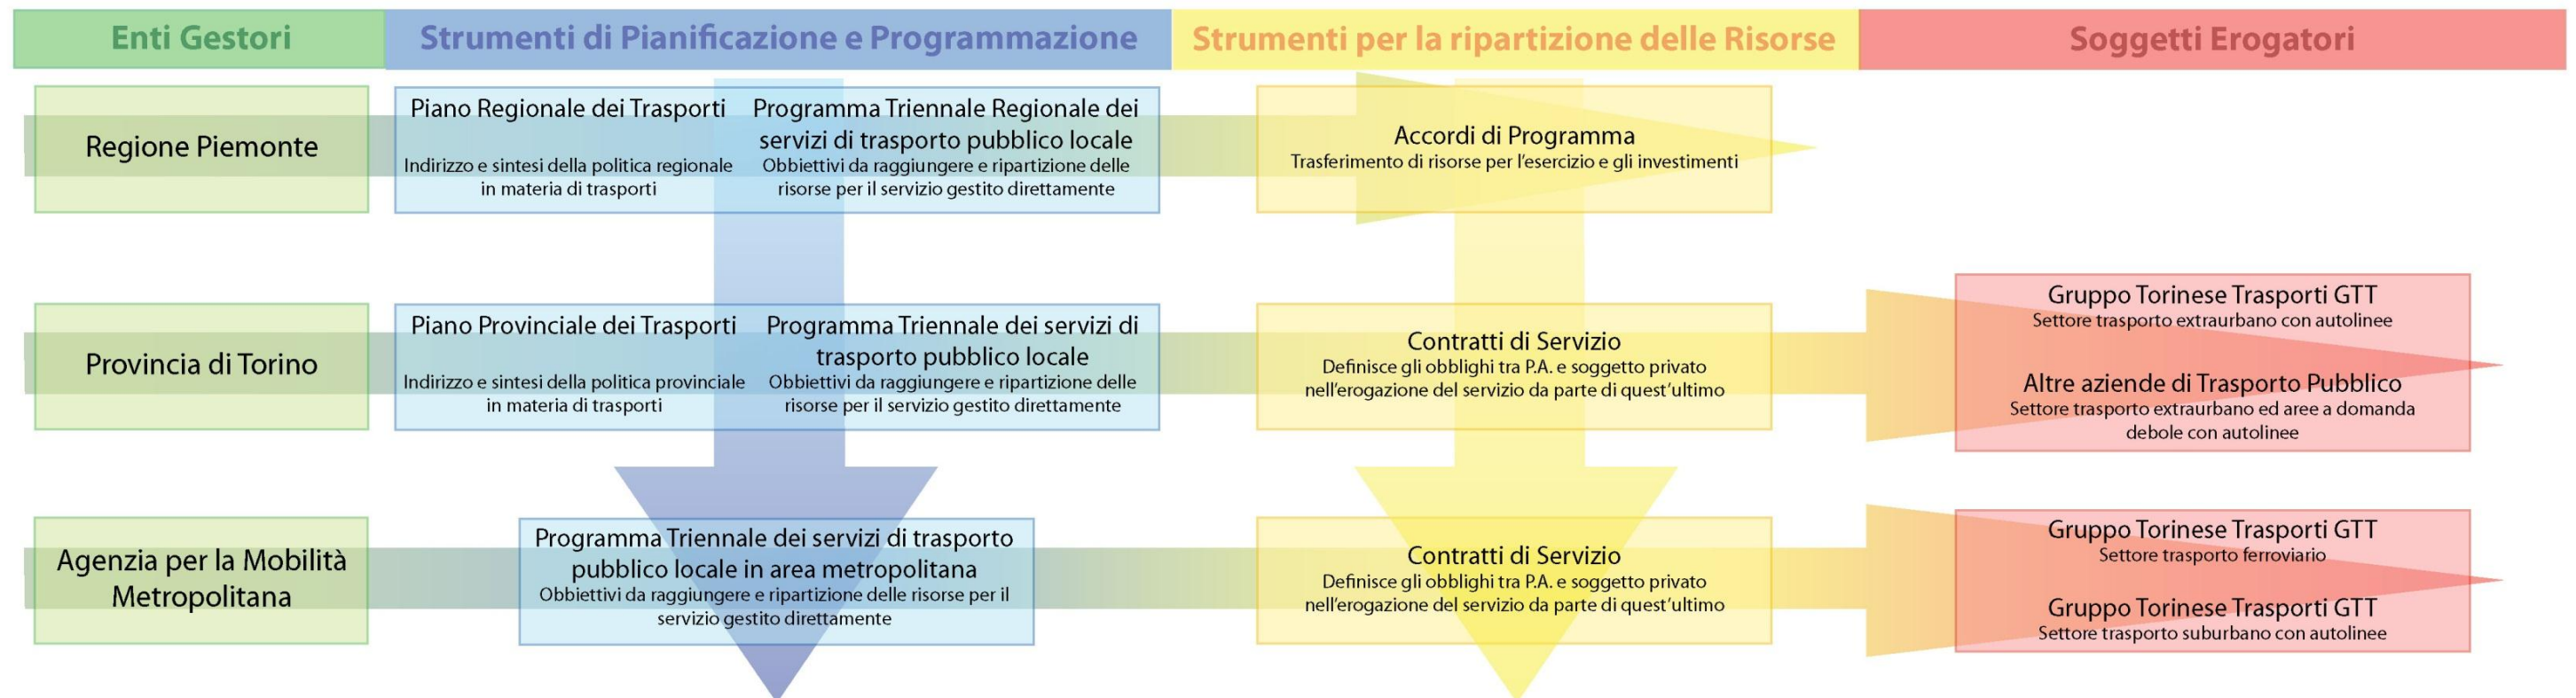 Enti Gestori
Strumenti di Pianificazione e Programmazione
Strumenti per la ripartizione delle Risorse
Soggetti Erogatori
Regione Piemonte
Piano Regionale dei Trasporti
Indirizzo e sintesi della politica regionale
in materia di trasporti
Programma Triennale Regionale dei
servizi di trasporto pubblico locale
Obbiettivi da raggiungere e ripartizione delle
risorse per il servizio gestito direttamente
Accordi di Programma
Trasferimento di risorse per l'esercizio e gli investimenti
Provincia di Torino
Piano Provinciale dei Trasporti
Indirizzo e sintesi della politica provinciale
in materia di trasporti
Programma Triennale dei servizi di
trasporto pubblico locale
Obbiettivi da raggiungere e ripartizione delle
risorse per il servizio gestito direttamente
Contratti di Servizio
Definisce gli obblighi tra P.A. e soggetto privato
nell'erogazione del servizio da parte di quest'ultimo
Gruppo Torinese Trasporti GTT
Settore trasporto extraurbano con autolinee
Altre aziende di Trasporto Pubblico
Settore trasporto extraurbano ed aree a domanda
debole con autolinee
Agenzia per la Mobilità
Metropolitana
Programma Triennale dei servizi di trasporto
pubblico locale in area metropolitana
Obbiettivi da raggiungere e ripartizione delle risorse per il
servizio gestito direttamente
Contratti di Servizio
Definisce gli obblighi tra P.A. e soggetto privato
nell'erogazione del servizio da parte di quest'ultimo
Gruppo Torinese Trasporti GTT
Settore trasporto ferroviario
Gruppo Torinese Trasporti GTT
Settore trasporto suburbano con autolinee